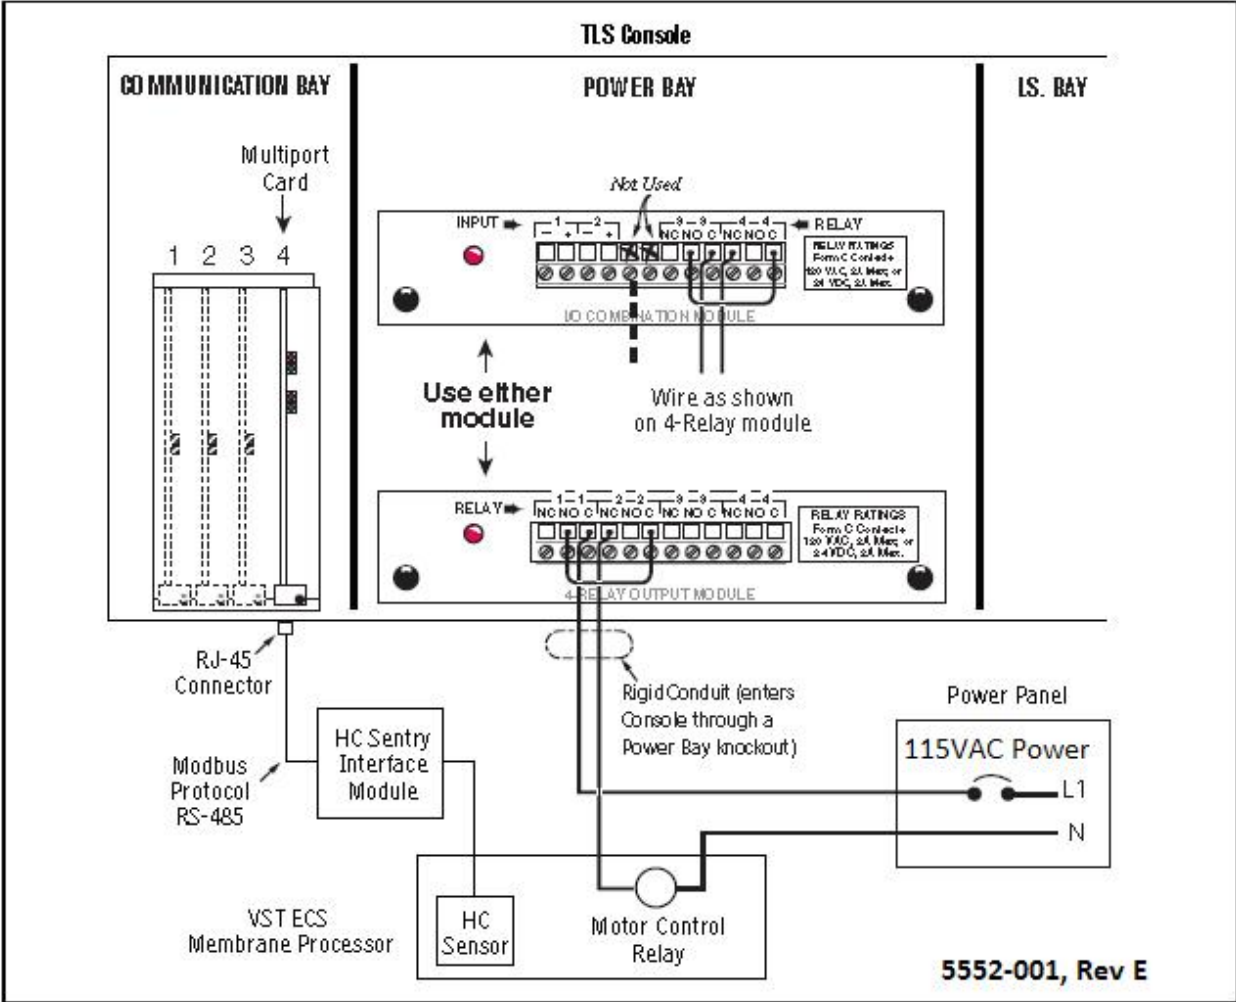 TLS Console
COMMUNICATION BAY
POWER BAY
I.S. BAY
Multiport
Card
1 2 3 4
Not Used
INPUT
1 2
- + - +
3 - 3 4 - 4
NC NO C NC NO C
RELAY
RELAY RATINGS
Form C Contacts
120 VAC, 2A Max; or
24 VDC, 2A Max.
I/O COMBINATION MODULE
Use either
module
Wire as shown
on 4-Relay module
RELAY
1 - 1 2 - 2 3 - 3 4 - 4
NC NO C NC NO C NC NO C NC NO C
RELAY RATINGS
Form C Contacts
120 VAC, 2A Max; or
24 VDC, 2A Max.
4-RELAY OUTPUT MODULE
RJ-45
Connector
Rigid Conduit (enters
Console through a
Power Bay knockout)
Power Panel
115VAC Power
L1
N
HC Sentry
Interface
Module
Modbus
Protocol
RS-485
VST ECS
Membrane Processor
HC
Sensor
Motor Control
Relay
5552-001, Rev E